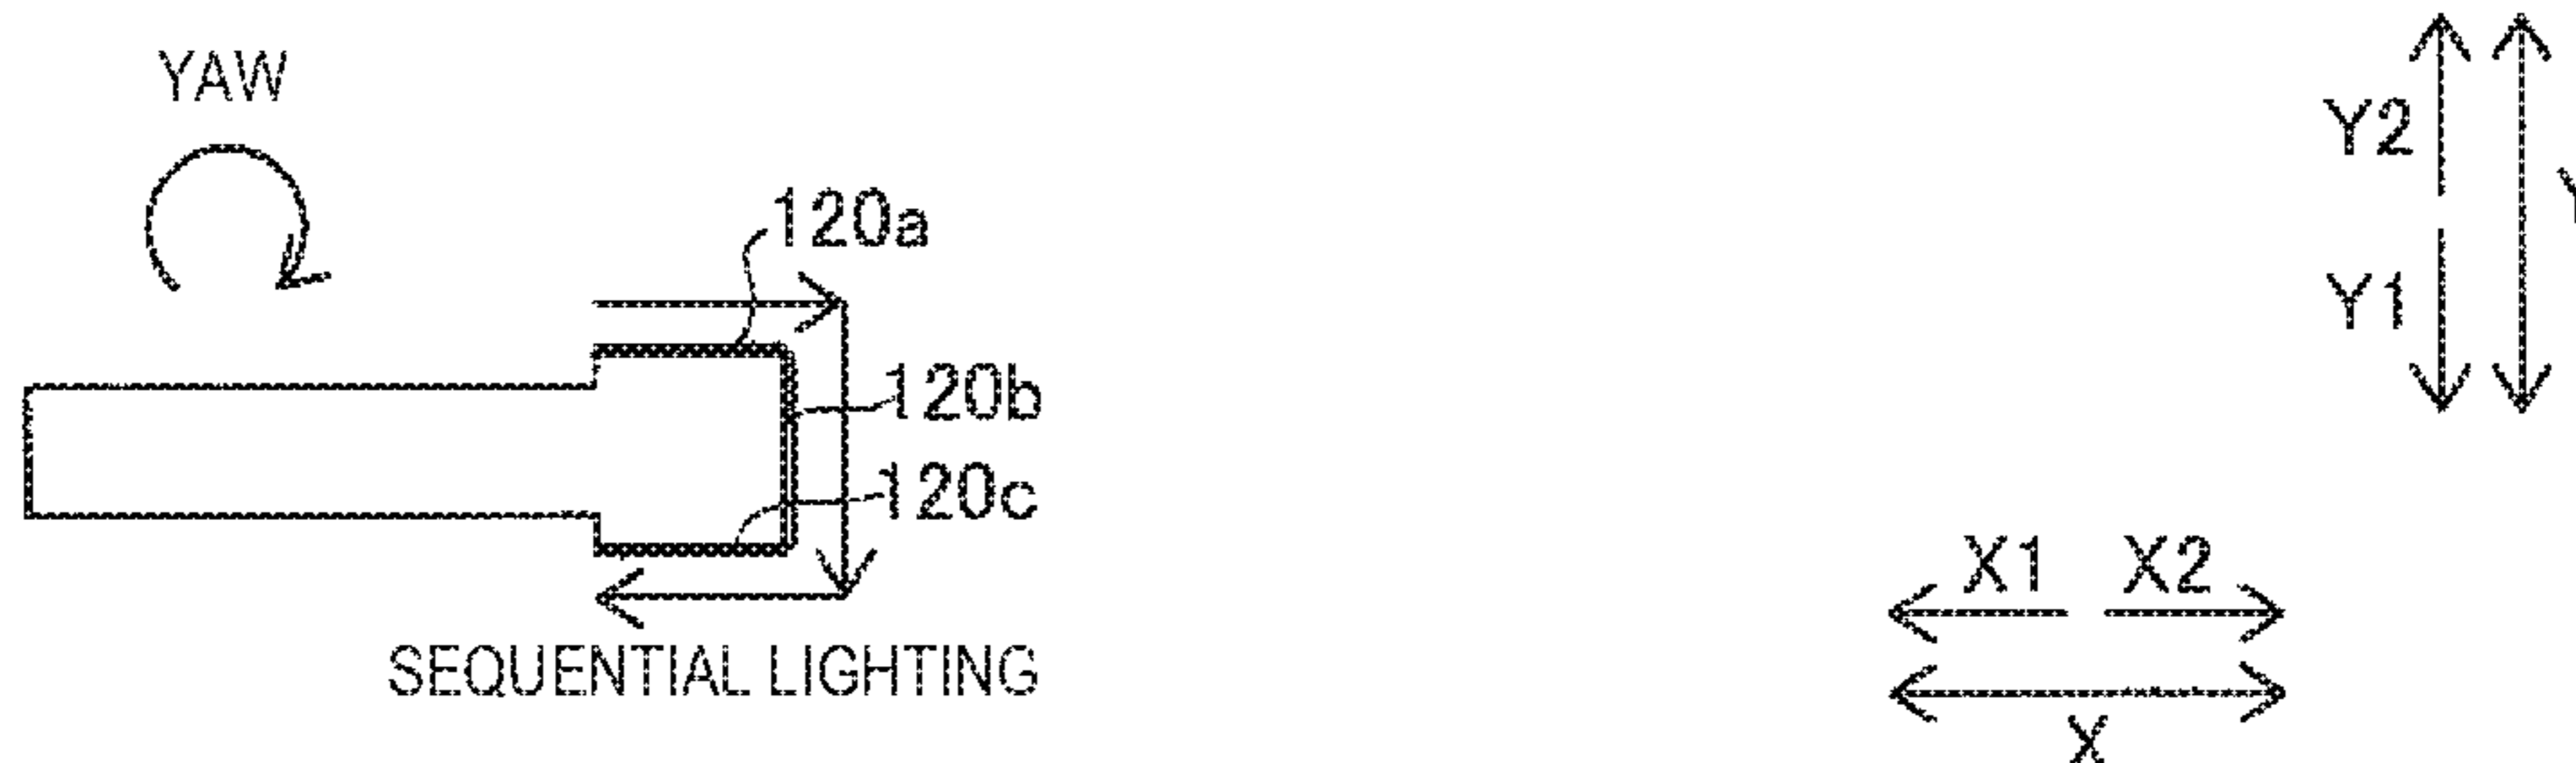 YAW
120a
120b
120c
SEQUENTIAL LIGHTING
Y2
Y1
X1 X2
X